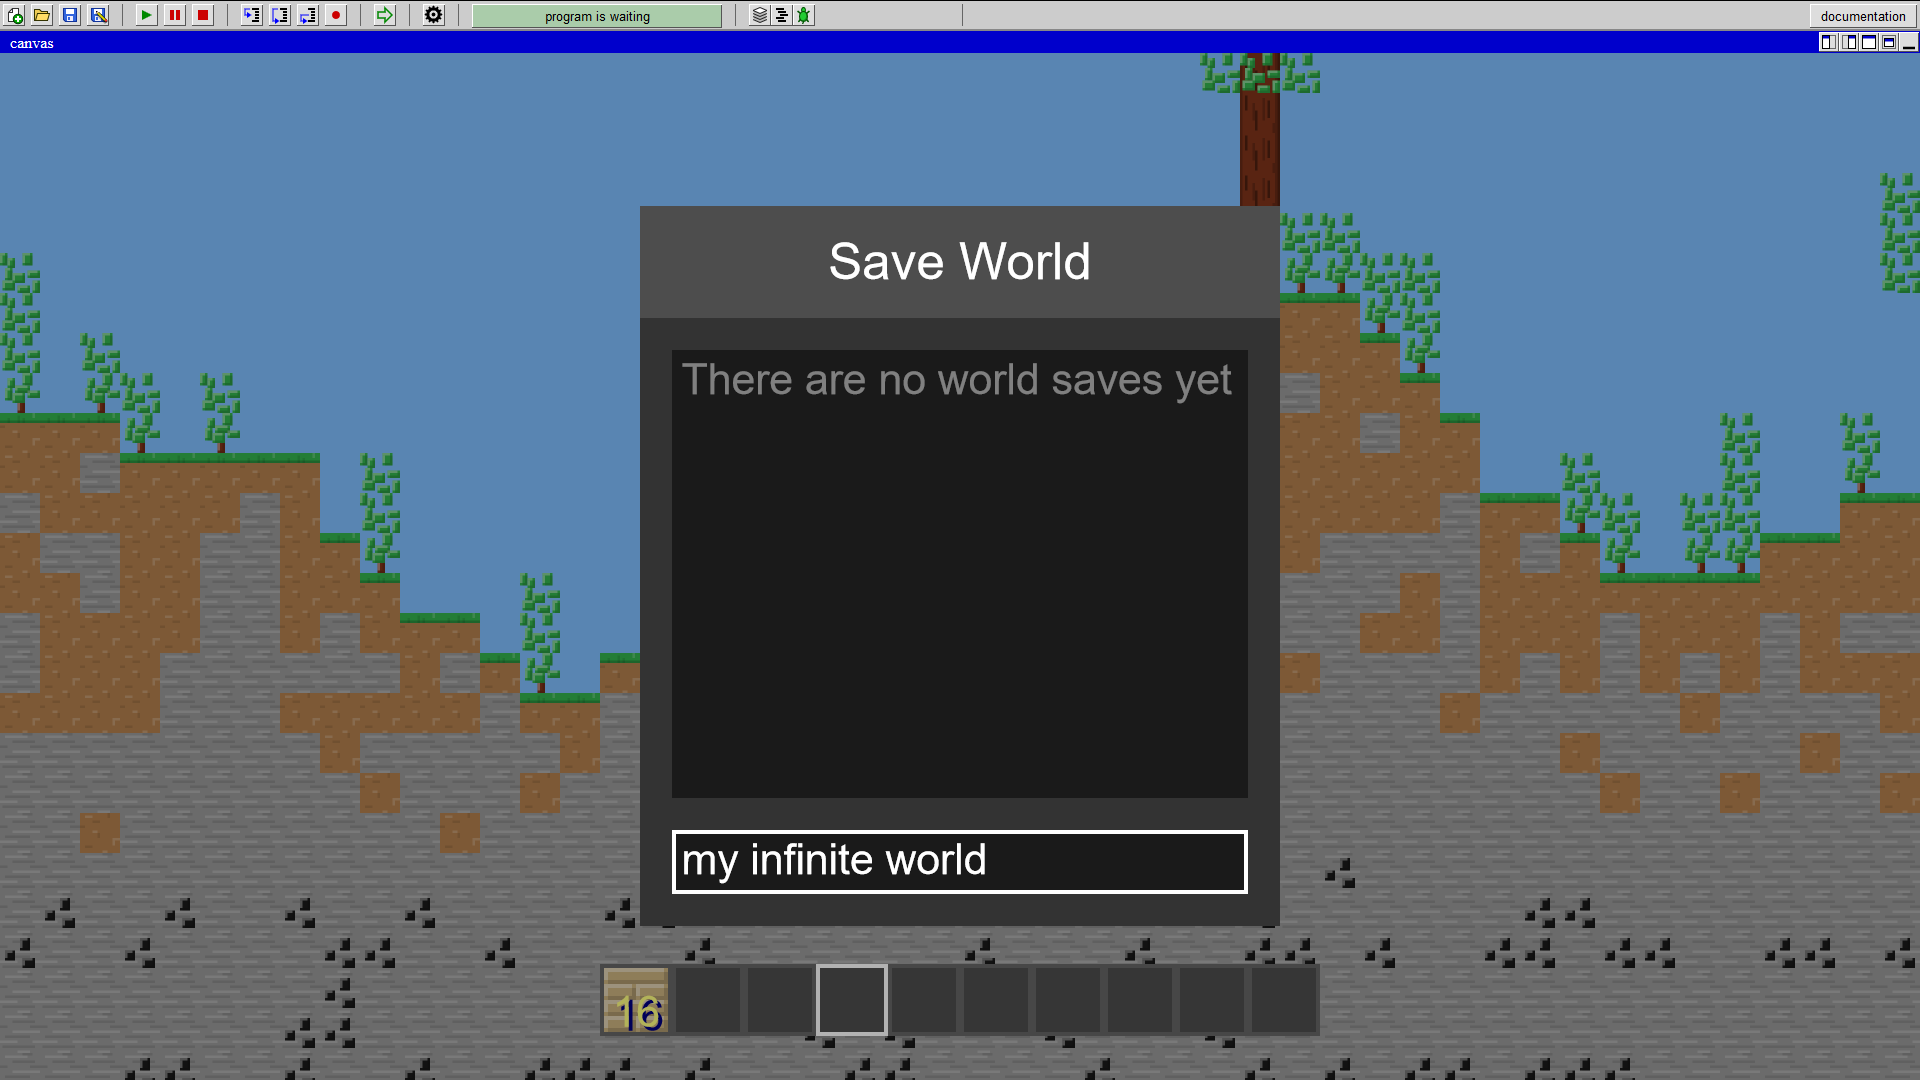 program is waiting
documentation
canvas
Save World
There are no world saves yet
my infinite world
16